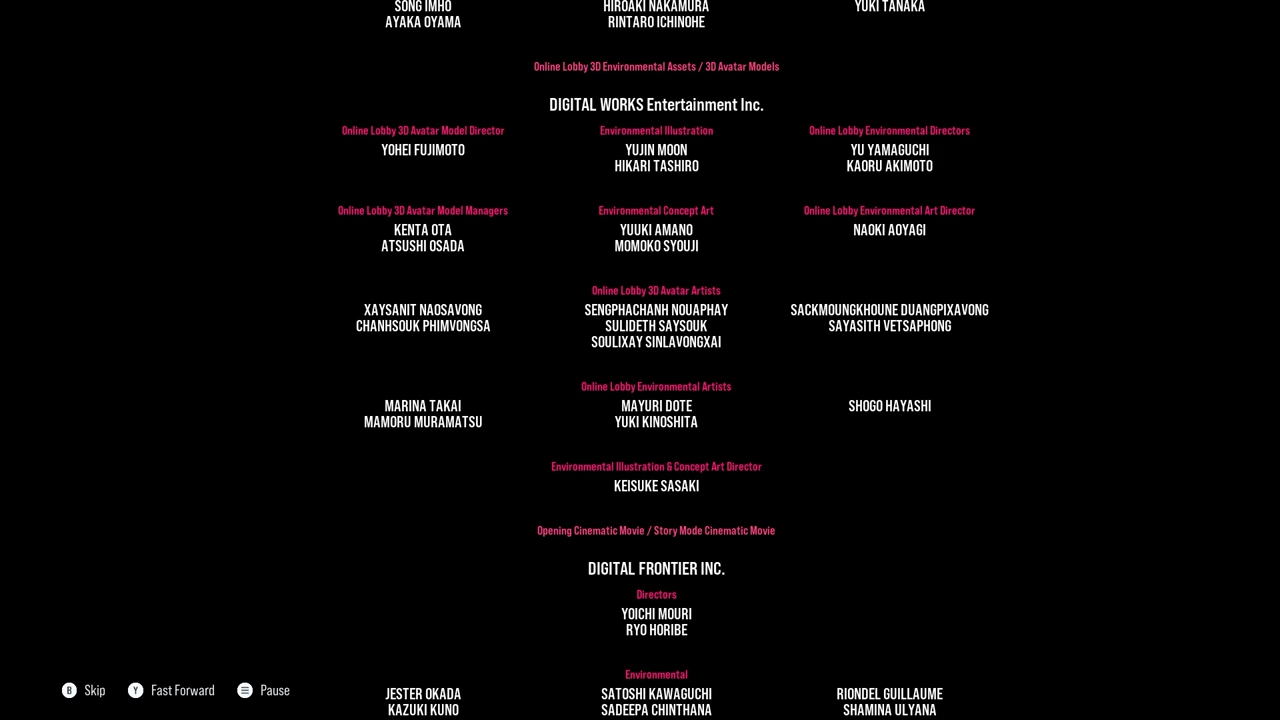 SONG IMHO HIROAKI NAKAMURA YUKI TANAKA
AYAKA OYAMA RINTARO ICHINOHE
Online Lobby 3D Environmental Assets / 3D Avatar Models
DIGITAL WORKS Entertainment Inc.
Online Lobby 3D Avatar Model Director Environmental Illustration Online Lobby Environmental Directors
YOHEI FUJIMOTO YUJIN MOON YU YAMAGUCHI
HIKARI TASHIRO KAORU AKIMOTO
Online Lobby 3D Avatar Model Managers Environmental Concept Art Online Lobby Environmental Art Director
KENTA OTA YUUKI AMANO NAOKI AOYAGI
ATSUSHI OSADA MOMOKO SYOUJI
Online Lobby 3D Avatar Artists
XAYSANIT NAOSAVONG SENGPHACHANH NOUAPHAY SACKMOUNGKHOUNE DUANGPIXAVONG
CHANHSOUK PHIMVONGSA SULIDETH SAYSOUK SAYASITH VETSAPHONG
SOULIXAY SINLAVONGXAI
Online Lobby Environmental Artists
MARINA TAKAI MAYURI DOTE SHOGO HAYASHI
MAMORU MURAMATSU YUKI KINOSHITA
Environmental Illustration & Concept Art Director
KEISUKE SASAKI
Opening Cinematic Movie / Story Mode Cinematic Movie
DIGITAL FRONTIER INC.
Directors
YOICHI MOURI
RYO HORIBE
Environmental
JESTER OKADA SATOSHI KAWAGUCHI RIONDEL GUILLAUME
KAZUKI KUNO SADEEPA CHINTHANA SHAMINA ULYANA
B Skip Y Fast Forward Pause